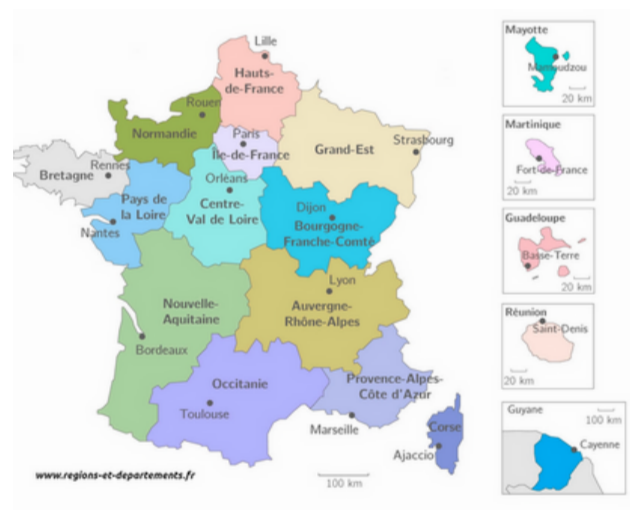 Lille
Hauts-
de-France
Rouen
Normandie
Paris
Île-de-France
Grand-Est
Strasbourg
Bretagne
Rennes
Pays de
la Loire
Nantes
Orléans
Centre-
Val de Loire
Dijon
Bourgogne-
Franche-Comté
Nouvelle-
Aquitaine
Bordeaux
Lyon
Auvergne-
Rhône-Alpes
Occitanie
Toulouse
Provence-Alpes-
Côte d'Azur
Marseille
Corse
Ajaccio
www.regions-et-departements.fr
100 km
Mayotte
Mamoudzou
20 km
Martinique
Fort-de-France
20 km
Guadeloupe
Basse-Terre
20 km
Réunion
Saint-Denis
20 km
Guyane
100 km
Cayenne